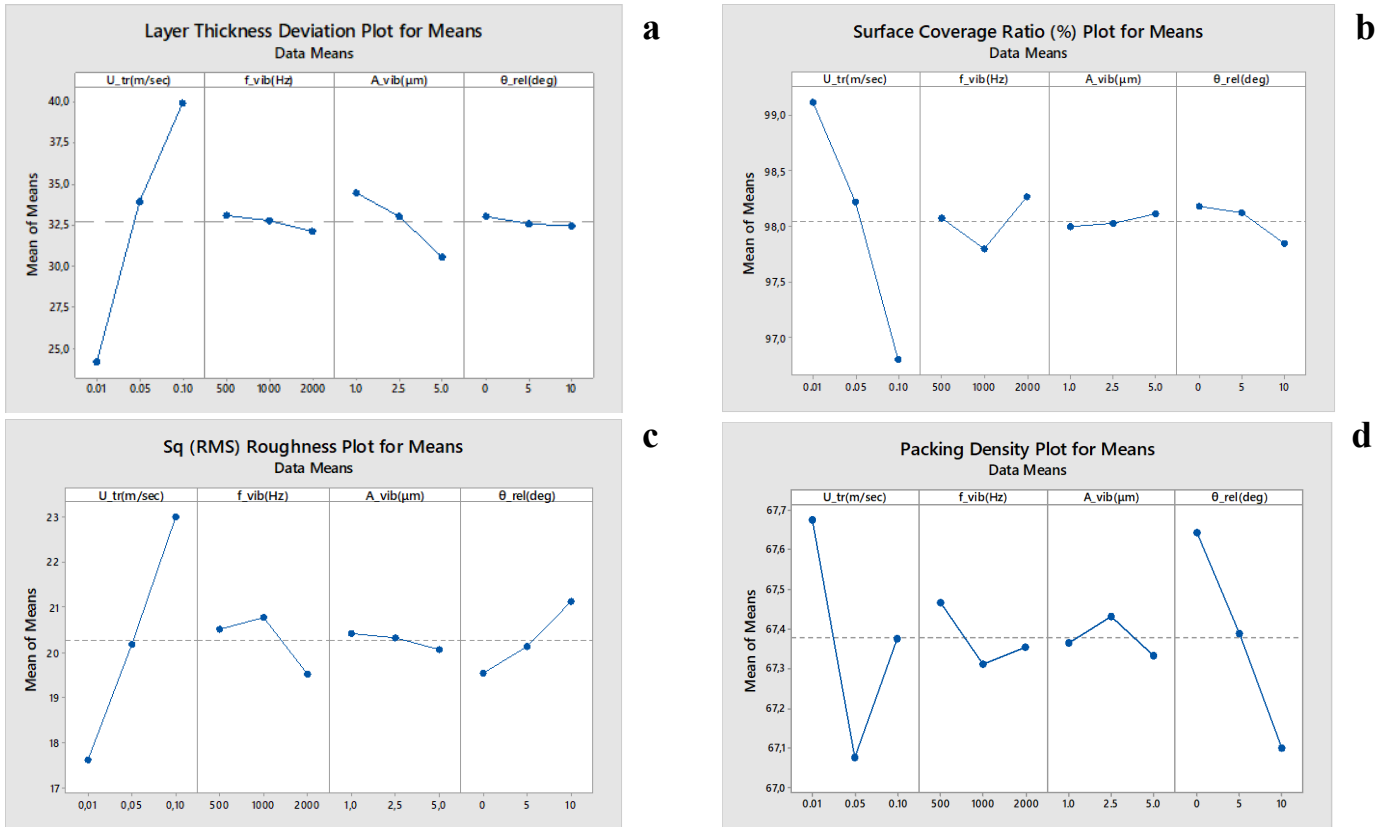 Layer Thickness Deviation Plot for Means
Data Means
a
U_tr(m/sec) f_vib(Hz) A_vib(µm) θ_rel(deg)
40,0
37,5
35,0
32,5
30,0
27,5
25,0
Mean of Means
0.01 0.05 0.10 500 1000 2000 1.0 2.5 5.0 0 5 10
Surface Coverage Ratio (%) Plot for Means
Data Means
b
U_tr(m/sec) f_vib(Hz) A_vib(µm) θ_rel(deg)
99,0
98,5
98,0
97,5
97,0
Mean of Means
0.01 0.05 0.10 500 1000 2000 1.0 2.5 5.0 0 5 10
Sq (RMS) Roughness Plot for Means
Data Means
c
U_tr(m/sec) f_vib(Hz) A_vib(µm) θ_rel(deg)
23
22
21
20
19
18
17
Mean of Means
0,01 0,05 0,10 500 1000 2000 1,0 2,5 5,0 0 5 10
Packing Density Plot for Means
Data Means
d
U_tr(m/sec) f_vib(Hz) A_vib(µm) θ_rel(deg)
67,7
67,6
67,5
67,4
67,3
67,2
67,1
67,0
Mean of Means
0.01 0.05 0.10 500 1000 2000 1.0 2.5 5.0 0 5 10